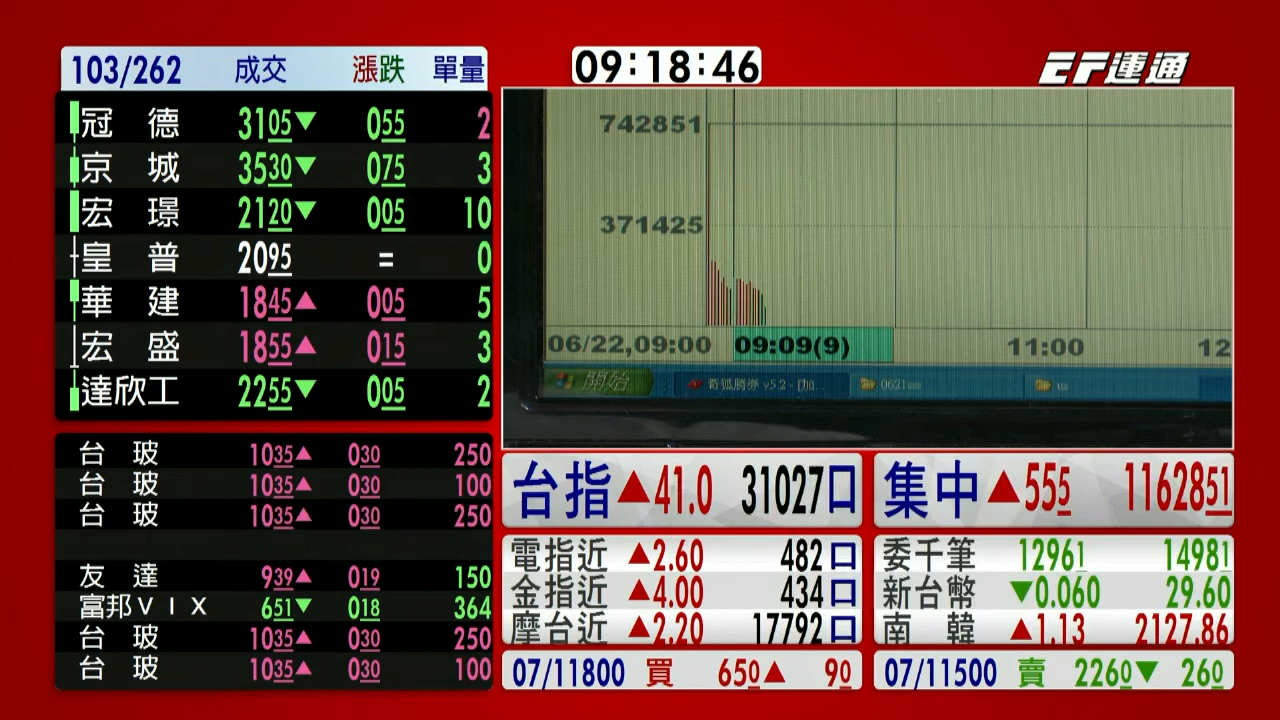 103/262 成交 漲跌 單量
09:18:46
EF運通
冠德 3105▼ 055 2
京城 3530▼ 075 3
宏璟 2120▼ 005 10
皇普 2095 = 0
華建 1845▲ 005 5
宏盛 1855▲ 015 3
達欣工 2255▼ 005 2
台玻 1035▲ 030 250
台玻 1035▲ 030 100
台玻 1035▲ 030 250
友達 939▲ 019 150
富邦VIX 651▼ 018 364
台玻 1035▲ 030 250
台玻 1035▲ 030 100
742851
371425
06/22,09:00 09:09(9) 11:00 12
開始 奇狐勝券 v5.2 - [加... 0621
台指▲41.0 31027口
集中▲555 1162851
電指近 ▲2.60 482口
金指近 ▲4.00 434口
摩台近 ▲2.20 17792口
委千筆 12961 14981
新台幣 ▼0.060 29.60
南韓 ▲1.13 2127.86
07/11800 買 650▲ 90
07/11500 賣 2260▼ 260